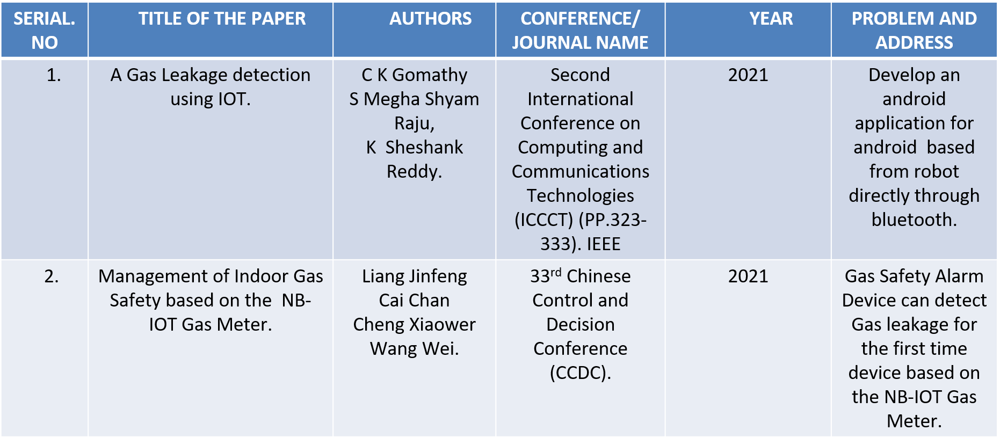 SERIAL.
NO
TITLE OF THE PAPER
AUTHORS
CONFERENCE/
JOURNAL NAME
YEAR
PROBLEM AND
ADDRESS
1.
A Gas Leakage detection
using IOT.
C K Gomathy
S Megha Shyam
Raju,
K  Sheshank
Reddy.
Second
International
Conference on
Computing and
Communications
Technologies
(ICCCT) (PP.323-
333). IEEE
2021
Develop an
android
application for
android  based
from robot
directly through
bluetooth.
2.
Management of Indoor Gas
Safety based on the  NB-
IOT Gas Meter.
Liang Jinfeng
Cai Chan
Cheng Xiaower
Wang Wei.
33rd Chinese
Control and
Decision
Conference
(CCDC).
2021
Gas Safety Alarm
Device can detect
Gas leakage for
the first time
device based on
the NB-IOT Gas
Meter.